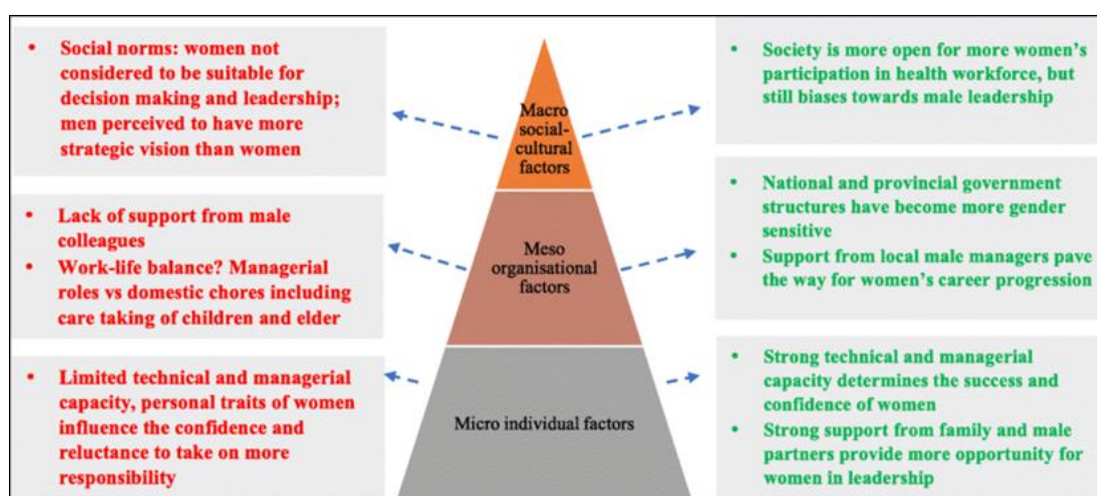 • Social norms: women not
considered to be suitable for
decision making and leadership;
men perceived to have more
strategic vision than women
• Lack of support from male
colleagues
• Work-life balance? Managerial
roles vs domestic chores including
care taking of children and elder
• Limited technical and managerial
capacity, personal traits of women
influence the confidence and
reluctance to take on more
responsibility
Macro
social-
cultural
factors
Meso
organisational
factors
Micro individual factors
• Society is more open for more women's
participation in health workforce, but
still biases towards male leadership
• National and provincial government
structures have become more gender
sensitive
• Support from local male managers pave
the way for women's career progression
• Strong technical and managerial
capacity determines the success and
confidence of women
• Strong support from family and male
partners provide more opportunity for
women in leadership